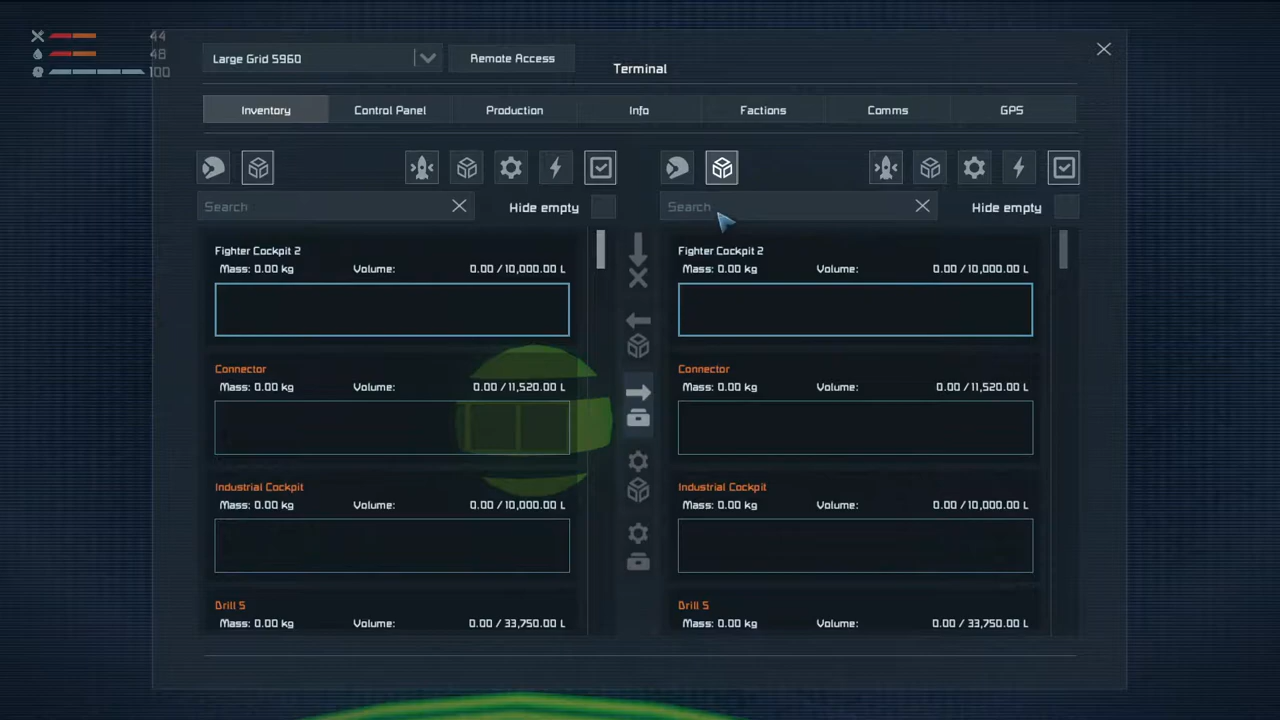 44
48
100
Large Grid 5960
Remote Access
Terminal
Inventory
Control Panel
Production
Info
Factions
Comms
GPS
Search
Hide empty
Search
Hide empty
Fighter Cockpit 2
Mass: 0.00 kg Volume: 0.00 / 10,000.00 L
Connector
Mass: 0.00 kg Volume: 0.00 / 11,520.00 L
Industrial Cockpit
Mass: 0.00 kg Volume: 0.00 / 10,000.00 L
Drill 5
Mass: 0.00 kg Volume: 0.00 / 33,750.00 L
Fighter Cockpit 2
Mass: 0.00 kg Volume: 0.00 / 10,000.00 L
Connector
Mass: 0.00 kg Volume: 0.00 / 11,520.00 L
Industrial Cockpit
Mass: 0.00 kg Volume: 0.00 / 10,000.00 L
Drill 5
Mass: 0.00 kg Volume: 0.00 / 33,750.00 L